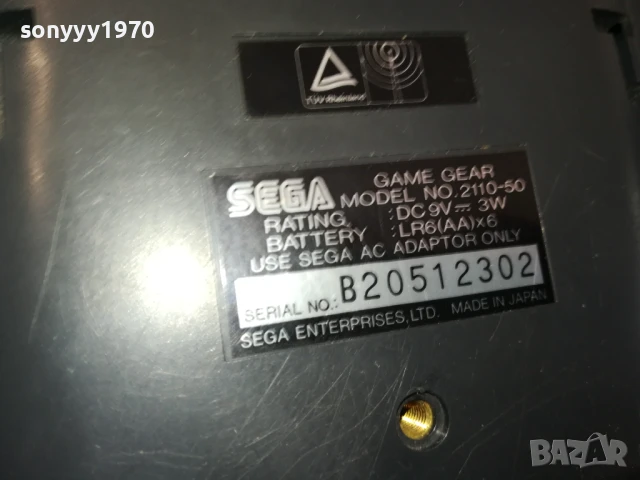 sonyyy1970
TÜV Rheinland
SEGA GAME GEAR
MODEL NO. 2110-50
RATING :DC 9V ⎓ 3W
BATTERY :LR6(AA)x6
USE SEGA AC ADAPTOR ONLY
SERIAL NO.: B20512302
SEGA ENTERPRISES, LTD. MADE IN JAPAN
BAZAR
bg